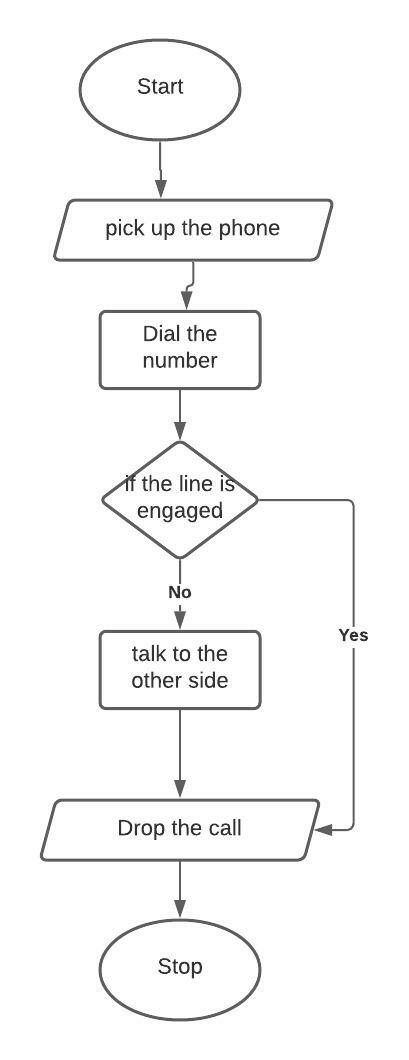 Start
pick up the phone
Dial the
number
if the line is
engaged
No
Yes
talk to the
other side
Drop the call
Stop